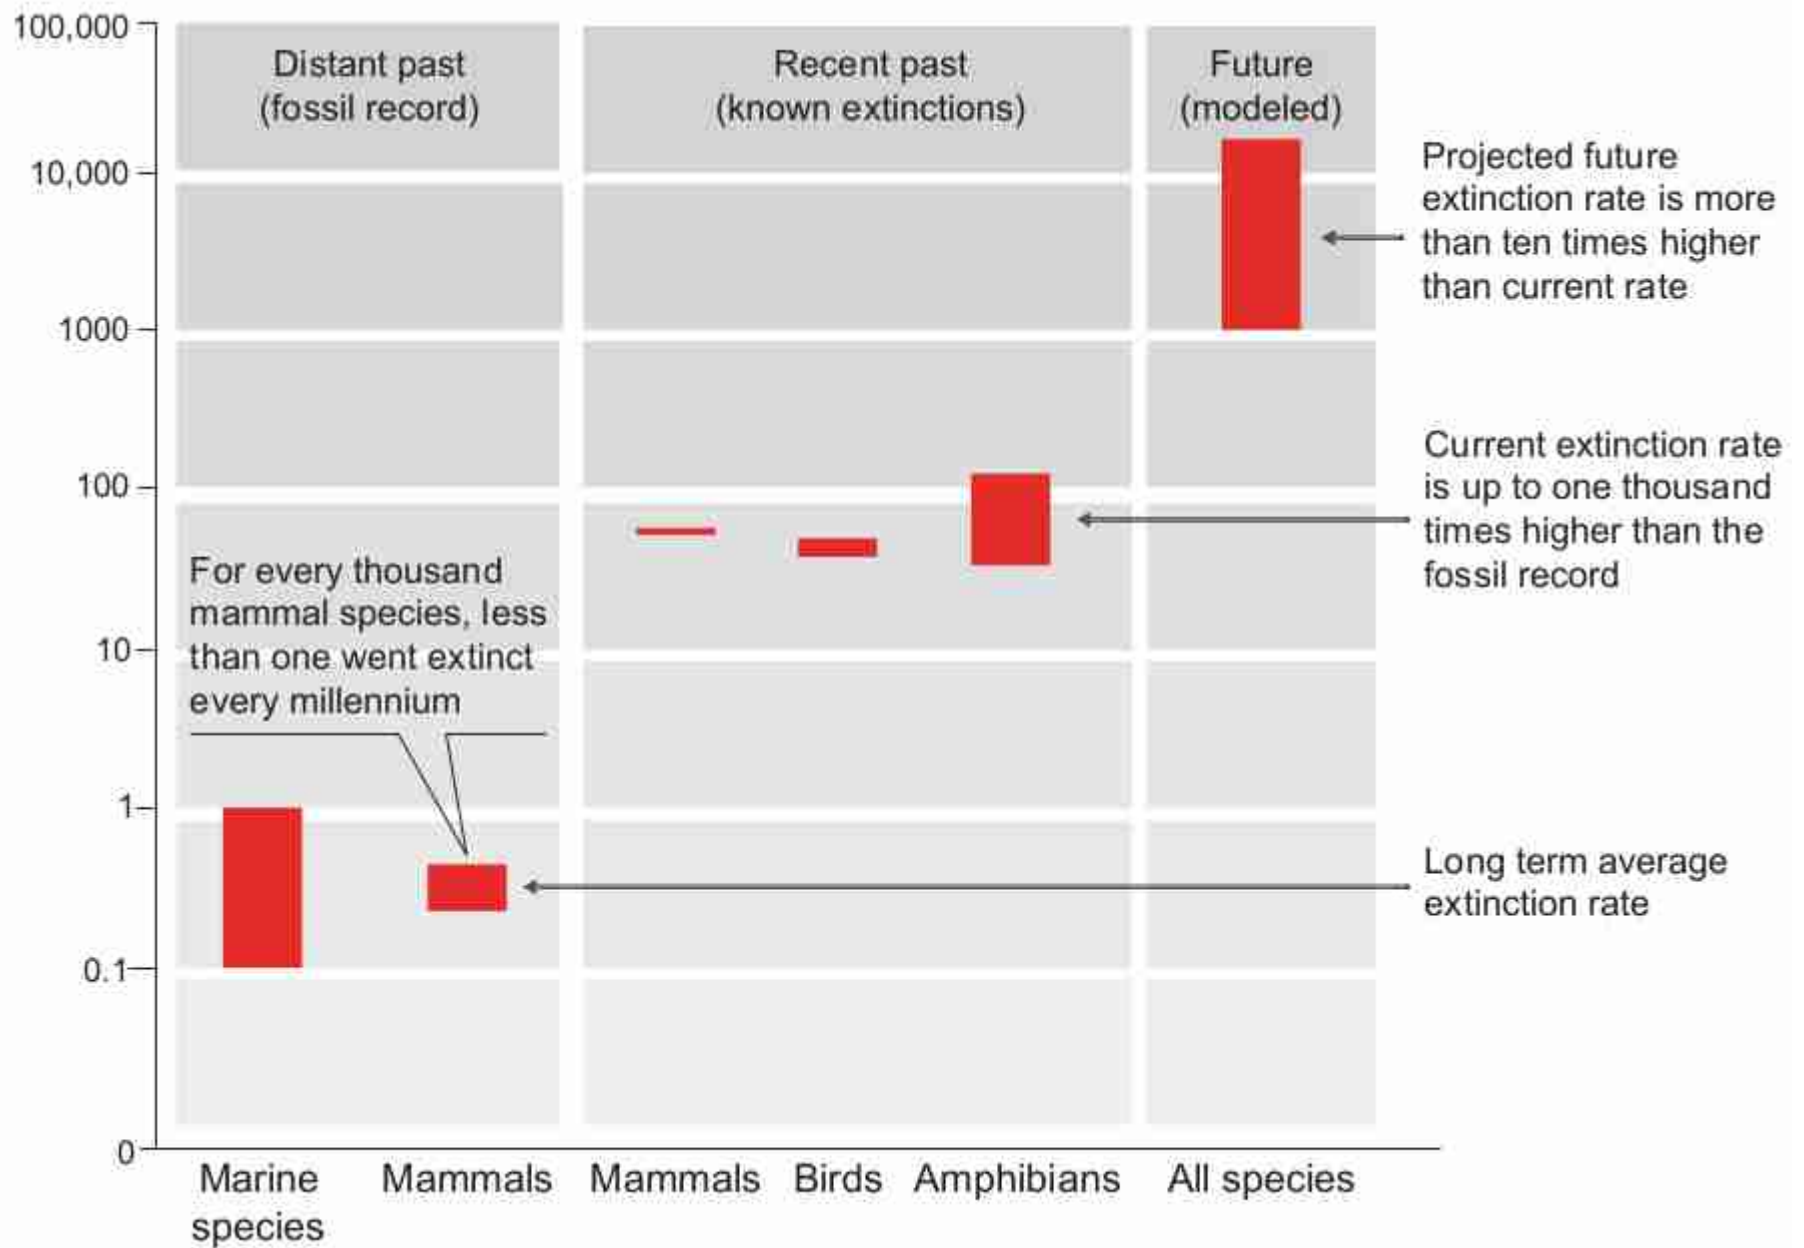 100,000
10,000
1000
100
10
1
0.1
0
Distant past
(fossil record)
Recent past
(known extinctions)
Future
(modeled)
Projected future
extinction rate is more
than ten times higher
than current rate
Current extinction rate
is up to one thousand
times higher than the
fossil record
For every thousand
mammal species, less
than one went extinct
every millennium
Long term average
extinction rate
Marine
species
Mammals
Mammals
Birds
Amphibians
All species